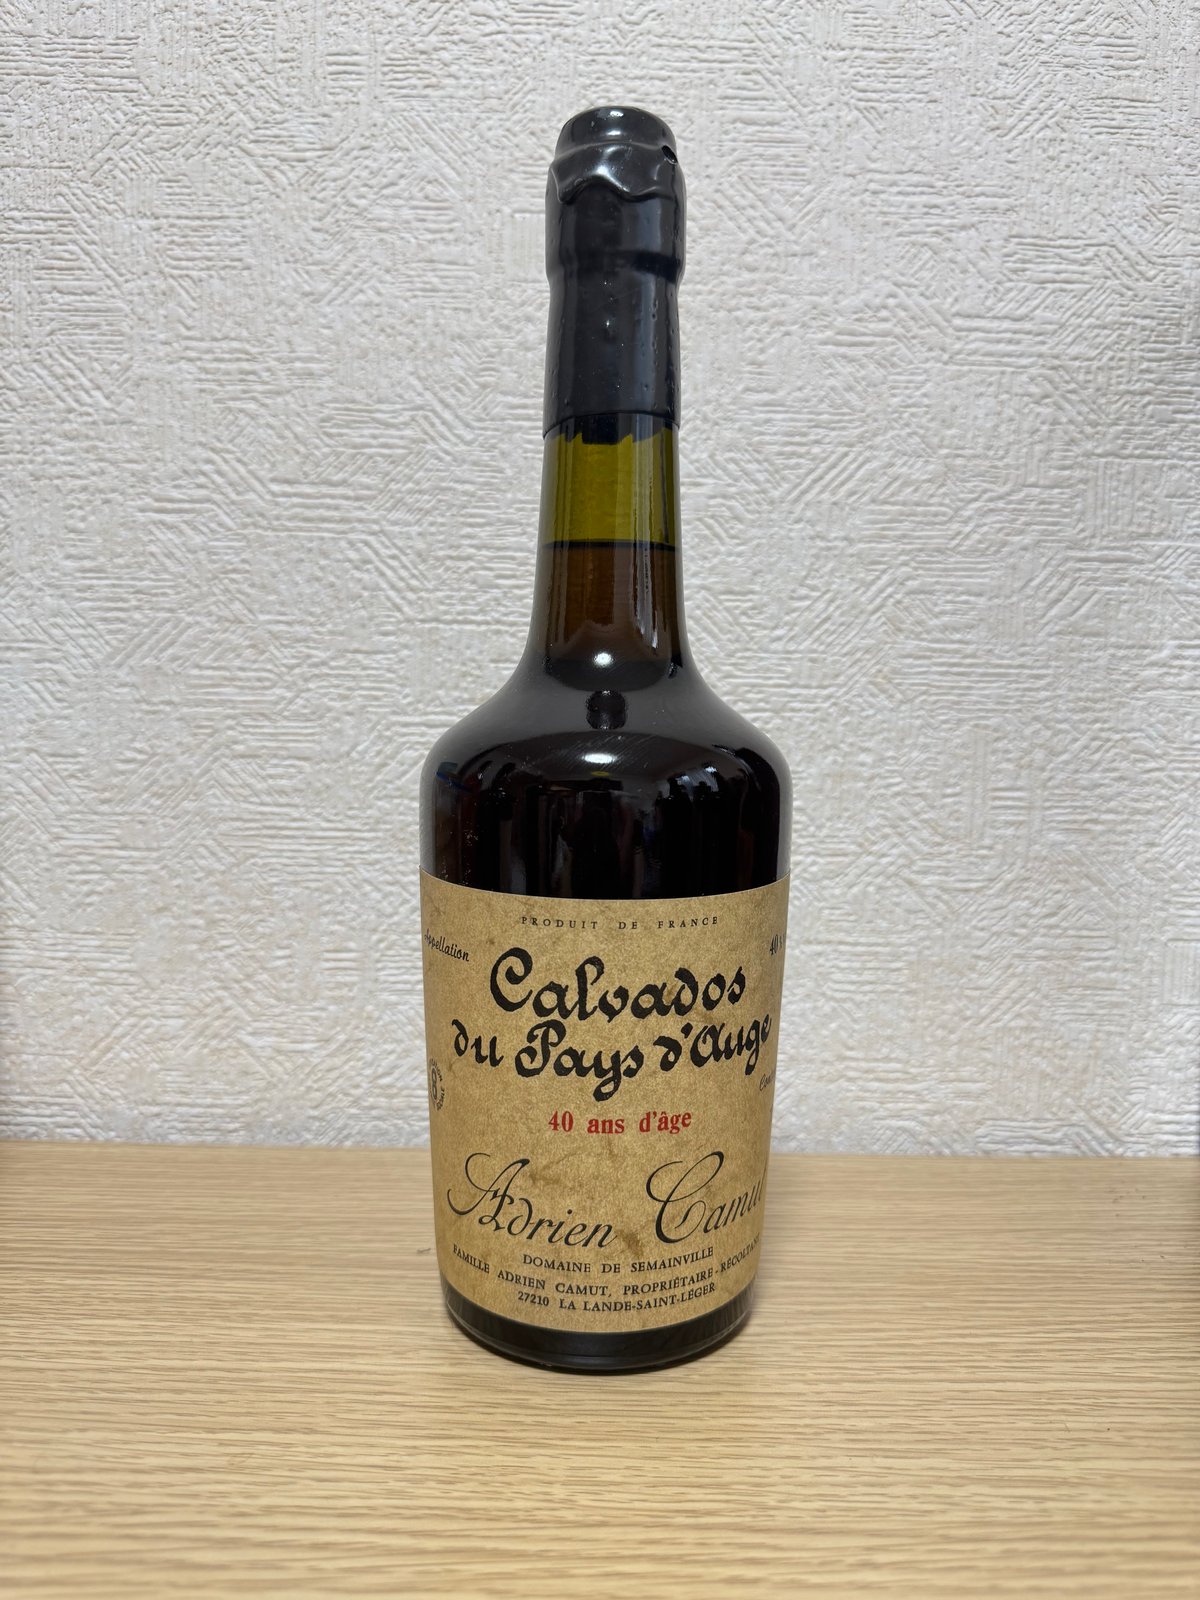 PRODUIT DE FRANCE
Appellation
Calvados
du Pays d'Auge
40 ans d'âge
Adrien Camut
DOMAINE DE SEMAINVILLE
FAMILLE ADRIEN CAMUT, PROPRIÉTAIRE-RÉCOLTANT
27210 LA LANDE-SAINT-LÉGER